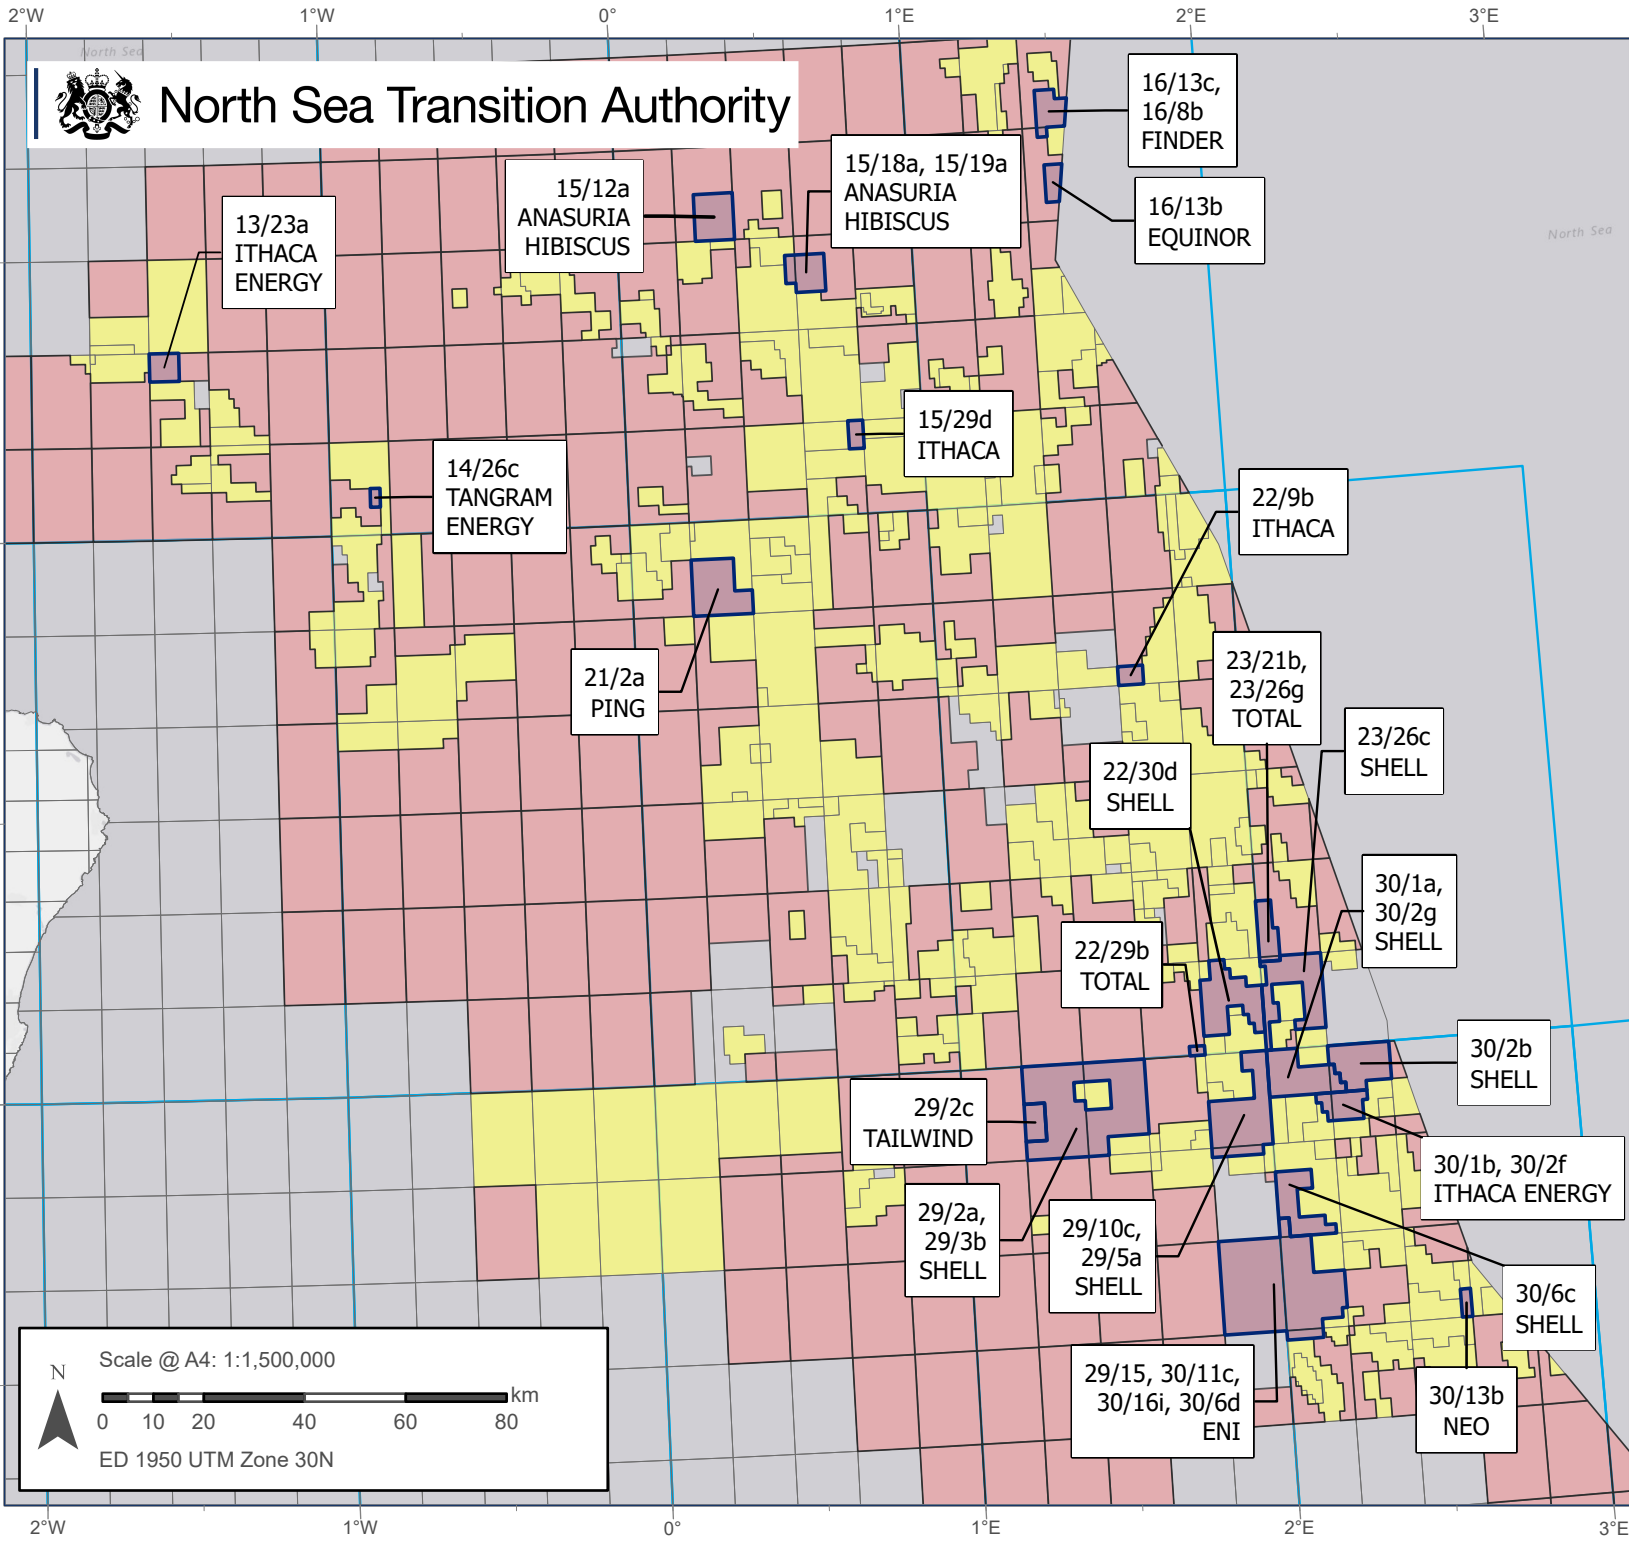 2°W
1°W
0°
1°E
2°E
3°E
North Sea
North Sea Transition Authority
16/13c,
16/8b
FINDER
15/18a, 15/19a
ANASURIA
HIBISCUS
15/12a
ANASURIA
HIBISCUS
13/23a
ITHACA
ENERGY
16/13b
EQUINOR
North Sea
15/29d
ITHACA
14/26c
TANGRAM
ENERGY
22/9b
ITHACA
21/2a
PING
23/21b,
23/26g
TOTAL
23/26c
SHELL
22/30d
SHELL
30/1a,
30/2g
SHELL
22/29b
TOTAL
30/2b
SHELL
29/2c
TAILWIND
30/1b, 30/2f
ITHACA ENERGY
29/2a,
29/3b
SHELL
29/10c,
29/5a
SHELL
30/6c
SHELL
29/15, 30/11c,
30/16i, 30/6d
ENI
30/13b
NEO
N
Scale @ A4: 1:1,500,000
km
0 10 20 40 60 80
ED 1950 UTM Zone 30N
2°W
1°W
0°
1°E
2°E
3°E